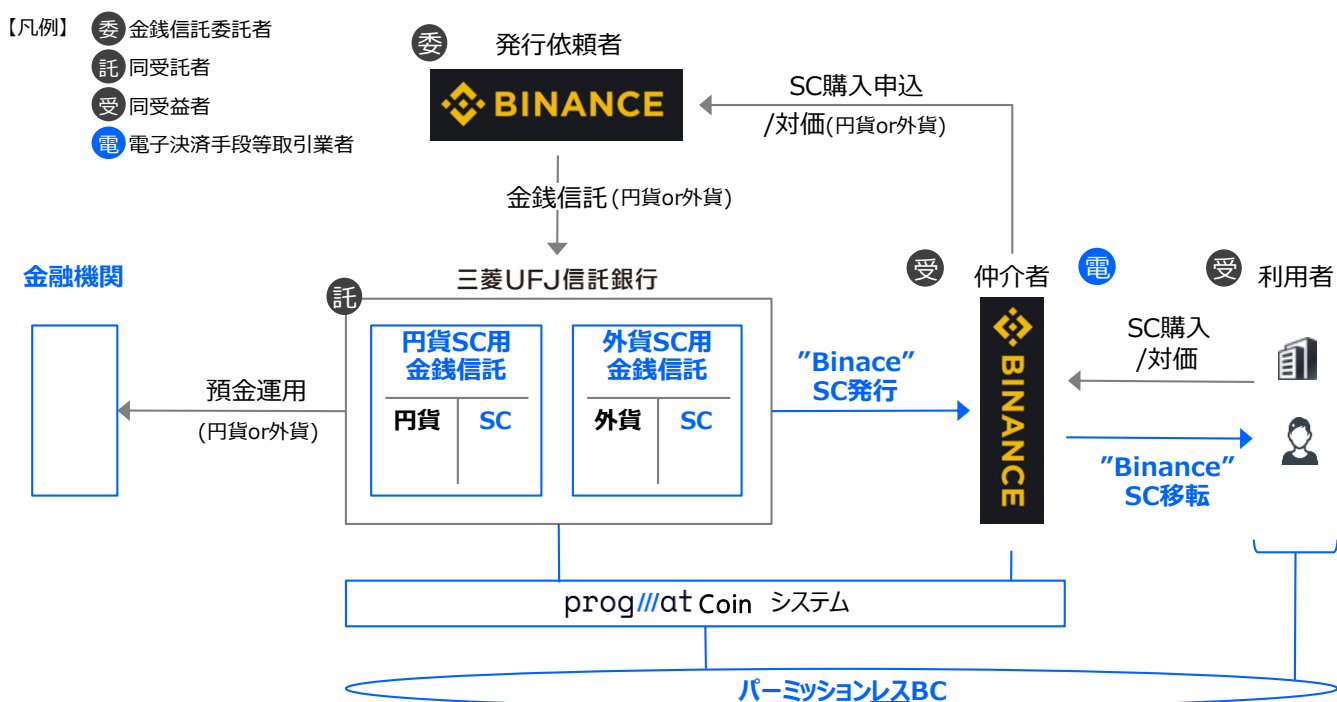 【凡例】
委 金銭信託委託者
託 同受託者
受 同受益者
電 電子決済手段等取引業者
委 発行依頼者
BINANCE
SC購入申込
/対価(円貨or外貨)
金銭信託(円貨or外貨)
金融機関
預金運用
(円貨or外貨)
託
三菱UFJ信託銀行
円貨SC用
金銭信託
円貨 SC
外貨SC用
金銭信託
外貨 SC
”Binace”
SC発行
受 仲介者 電
BINANCE
受 利用者
SC購入
/対価
”Binance”
SC移転
progmat Coin システム
パーミッションレスBC